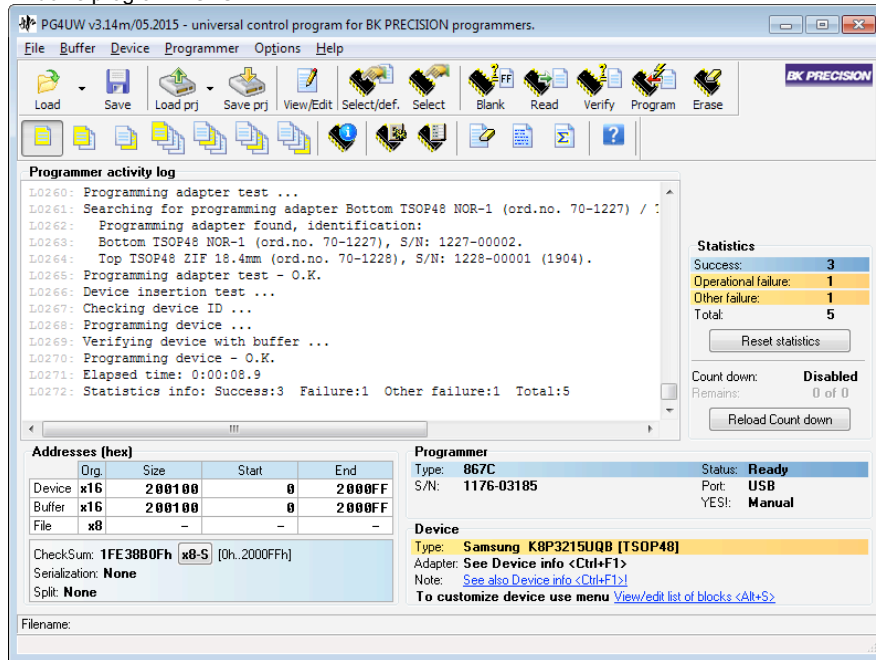 PG4UW v3.14m/05.2015 - universal control program for BK PRECISION programmers.
File Buffer Device Programmer Options Help
Load Save Load prj Save prj View/Edit Select/def. Select Blank Read Verify Program Erase
BK PRECISION
Programmer activity log
L0260: Programming adapter test ...
L0261: Searching for programming adapter Bottom TSOP48 NOR-1 (ord.no. 70-1227) /
L0262: Programming adapter found, identification:
L0263: Bottom TSOP48 NOR-1 (ord.no. 70-1227), S/N: 1227-00002.
L0264: Top TSOP48 ZIF 18.4mm (ord.no. 70-1228), S/N: 1228-00001 (1904).
L0265: Programming adapter test - O.K.
L0266: Device insertion test ...
L0267: Checking device ID ...
L0268: Programming device ...
L0269: Verifying device with buffer ...
L0270: Programming device - O.K.
L0271: Elapsed time: 0:00:08.9
L0272: Statistics info: Success:3 Failure:1 Other failure:1 Total:5
Statistics
Success: 3
Operational failure: 1
Other failure: 1
Total: 5
Reset statistics
Count down: Disabled
Remains: 0 of 0
Reload Count down
Addresses (hex)
Org. Size Start End
Device x16 200100 0 2000FF
Buffer x16 200100 0 2000FF
File x8 - - -
CheckSum: 1FE38B0Fh x8-S [0h..2000FFh]
Serialization: None
Split: None
Programmer
Type: 867C Status: Ready
S/N: 1176-03185 Port: USB
YES!: Manual
Device
Type: Samsung K8P3215UQB [TSOP48]
Adapter: See Device info <Ctrl+F1>
Note: See also Device info <Ctrl+F1>!
To customize device use menu View/edit list of blocks <Alt+S>
Filename: